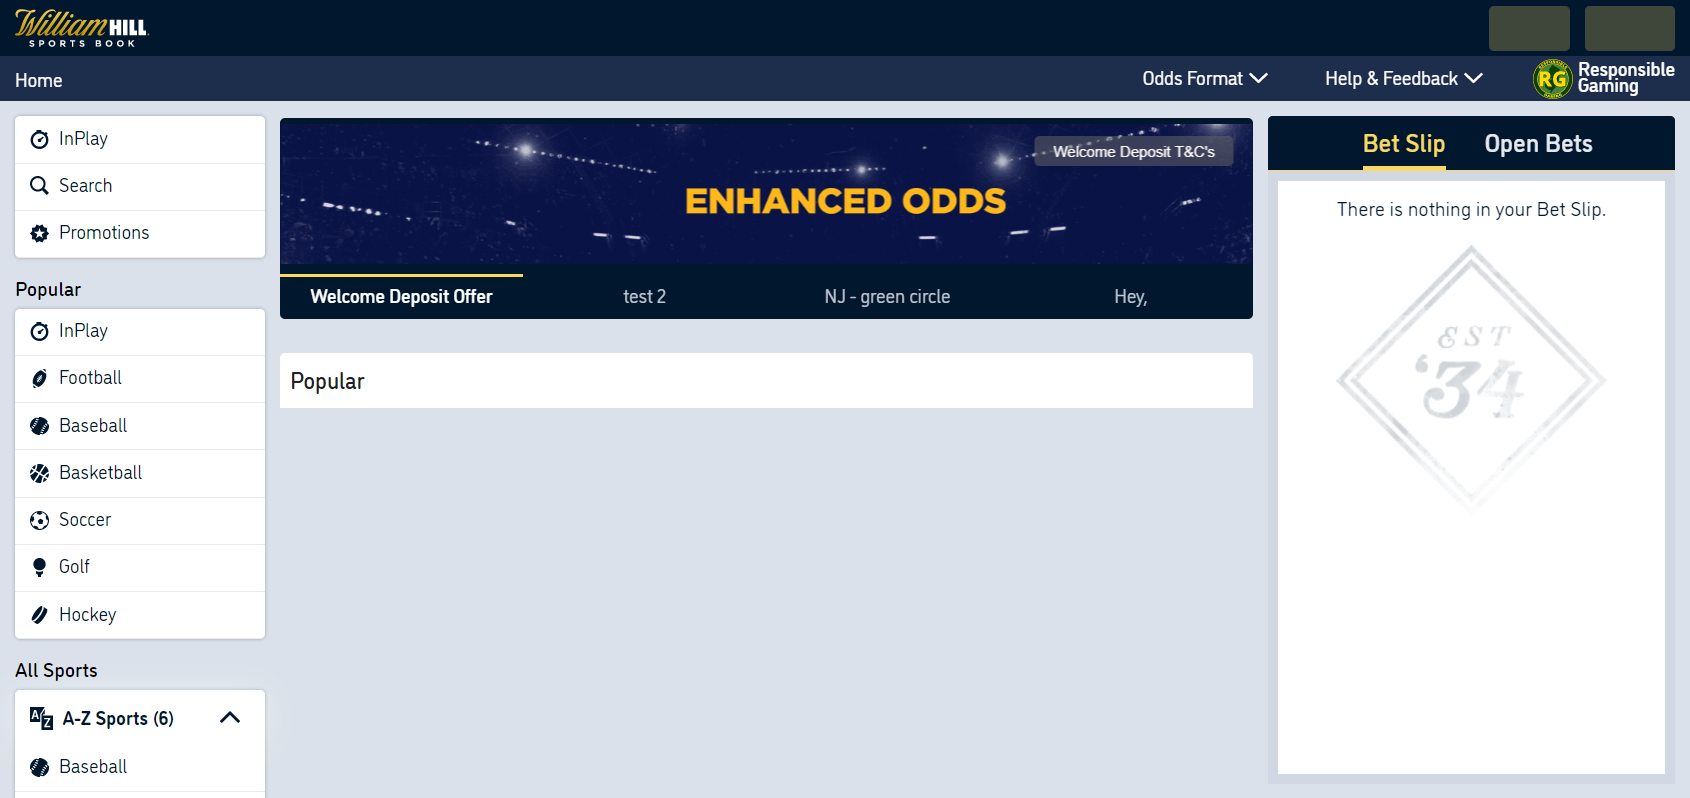 William HILL
SPORTS BOOK
Home
Odds Format
Help & Feedback
RESPONSIBLE
RG
GAMING
Responsible
Gaming
InPlay
Search
Promotions
Popular
InPlay
Football
Baseball
Basketball
Soccer
Golf
Hockey
All Sports
A-Z Sports (6)
Baseball
Welcome Deposit T&C's
ENHANCED ODDS
Welcome Deposit Offer
test 2
NJ - green circle
Hey,
Popular
Bet Slip
Open Bets
There is nothing in your Bet Slip.
EST
‘34